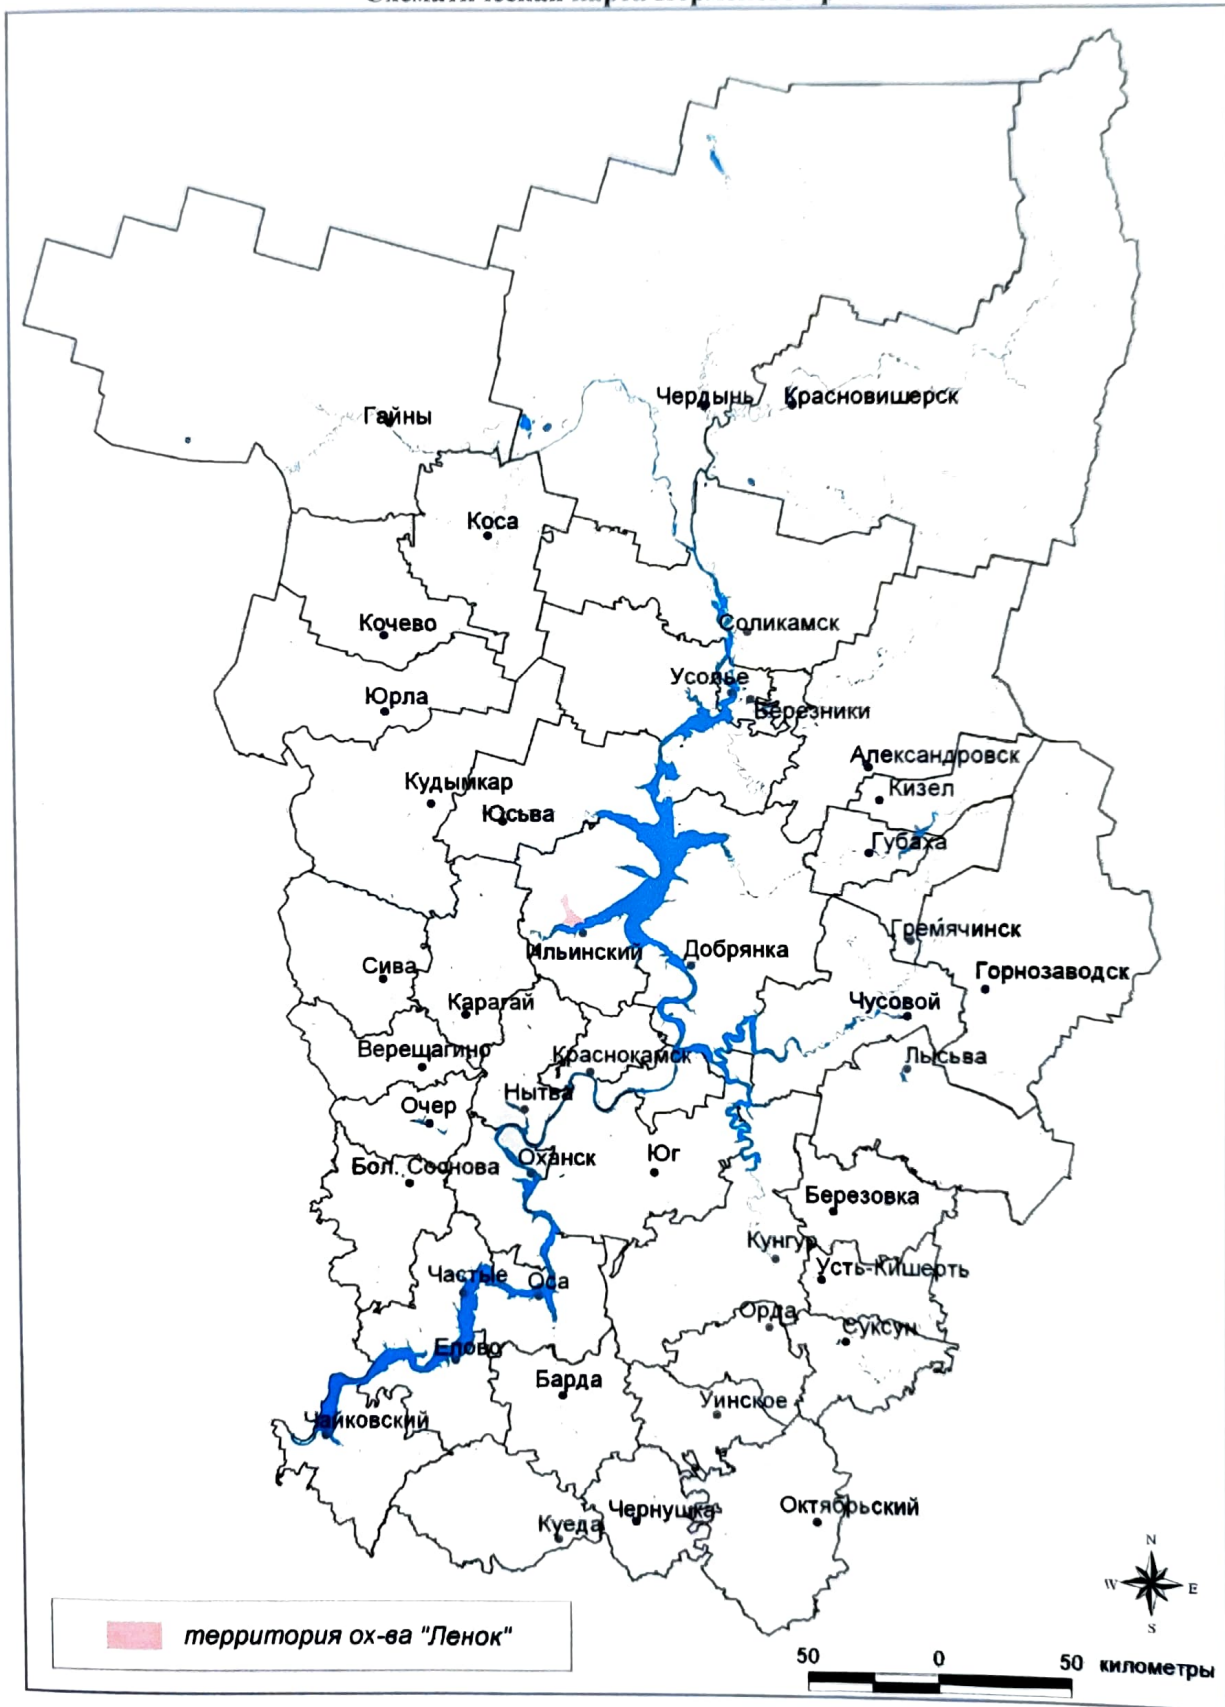 Схематическая карта
Чердынь
Красновишерск
Гайны
Коса
Соликамск
Кочево
Усолье
Юрла
Березники
Александровск
Кудымкар
Кизел
Юсьва
Губаха
Гремячинск
Ильинский
Добрянка
Сива
Горнозаводск
Карагай
Чусовой
Верещагино
Краснокамск
Лысьва
Нытва
Очер
Оханск
Юг
Бол. Соснова
Березовка
Кунгур
Усть-Кишерть
Частые
Оса
Орда
Суксун
Елово
Барда
Уинское
Чайковский
Чернушка
Октябрьский
Куеда
N
W
E
S
территория ох-ва "Ленок"
50
0
50
километры